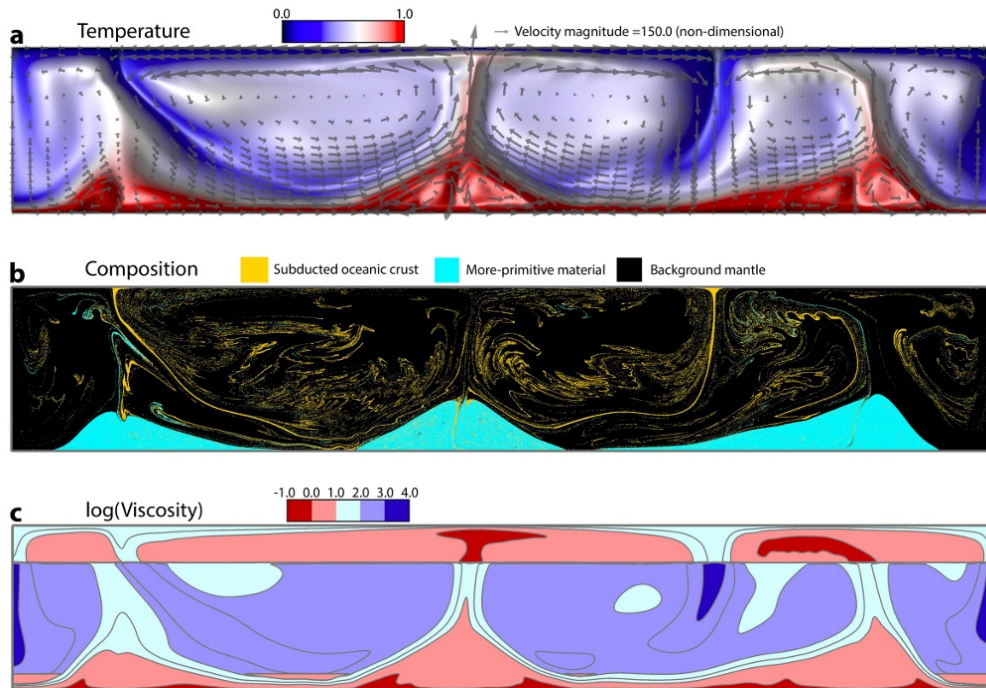 a
Temperature
0.0 1.0
Velocity magnitude =150.0 (non-dimensional)
b
Composition
Subducted oceanic crust
More-primitive material
Background mantle
c
log(Viscosity)
-1.0 0.0 1.0 2.0 3.0 4.0